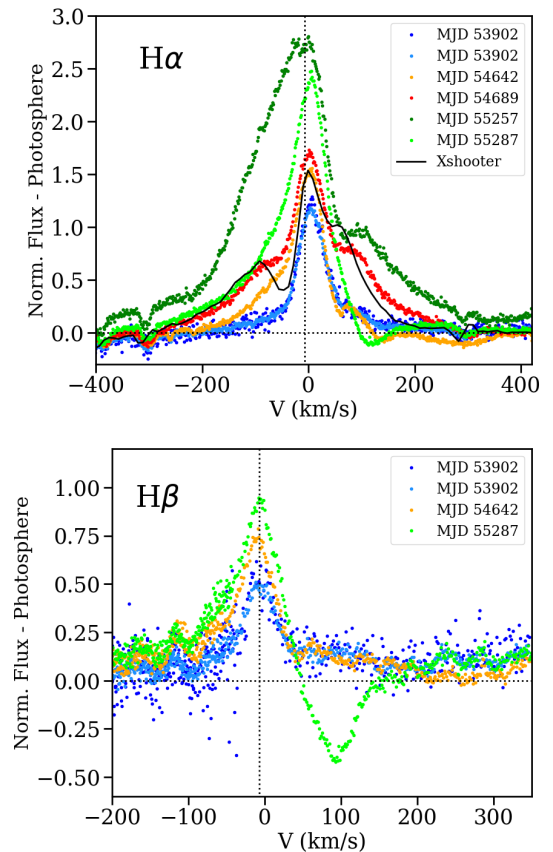 Hα
MJD 53902
MJD 53902
MJD 54642
MJD 54689
MJD 55257
MJD 55287
Xshooter
Norm. Flux - Photosphere
3.0
2.5
2.0
1.5
1.0
0.5
0.0
−400
−200
0
200
400
V (km/s)
Hβ
MJD 53902
MJD 53902
MJD 54642
MJD 55287
Norm. Flux - Photosphere
1.00
0.75
0.50
0.25
0.00
−0.25
−0.50
−200
−100
0
100
200
300
V (km/s)